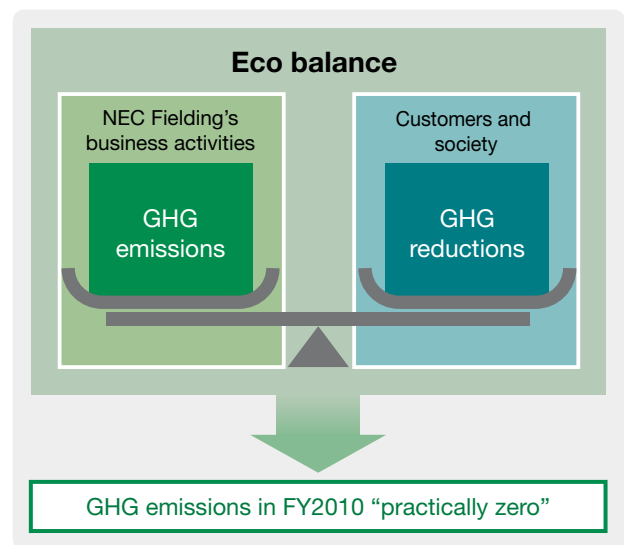 Eco balance
NEC Fielding’s
business activities
GHG
emissions
Customers and
society
GHG
reductions
GHG emissions in FY2010 “practically zero”